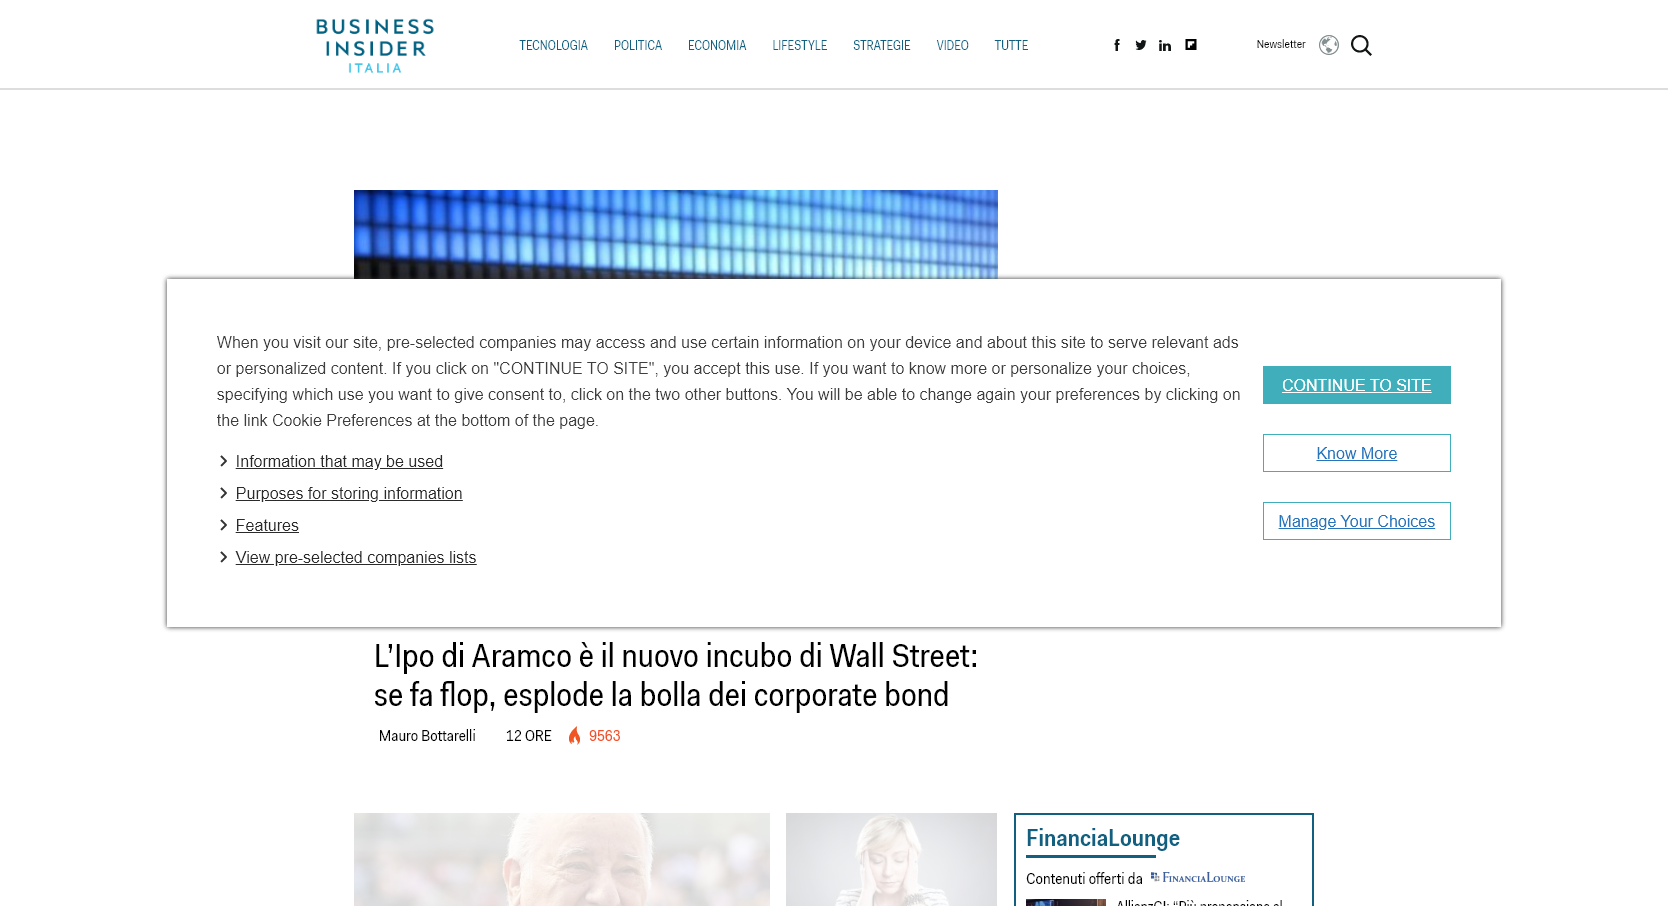 BUSINESS
INSIDER
ITALIA
TECNOLOGIA POLITICA ECONOMIA LIFESTYLE STRATEGIE VIDEO TUTTE
Newsletter
When you visit our site, pre-selected companies may access and use certain information on your device and about this site to serve relevant ads
or personalized content. If you click on "CONTINUE TO SITE", you accept this use. If you want to know more or personalize your choices,
specifying which use you want to give consent to, click on the two other buttons. You will be able to change again your preferences by clicking on
the link Cookie Preferences at the bottom of the page.
Information that may be used
Purposes for storing information
Features
View pre-selected companies lists
CONTINUE TO SITE
Know More
Manage Your Choices
L’Ipo di Aramco è il nuovo incubo di Wall Street:
se fa flop, esplode la bolla dei corporate bond
Mauro Bottarelli 12 ORE 9563
FinanciaLounge
Contenuti offerti da FINANCIALOUNGE
AllianzGI: “Più propensione al